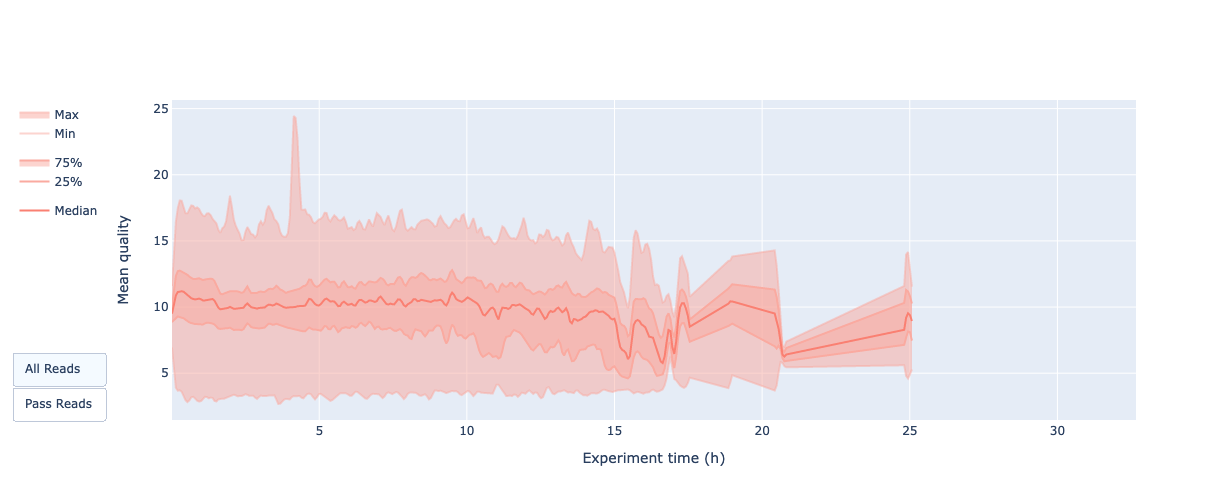 Max
Min
75%
25%
Median
All Reads
Pass Reads
Mean quality
25
20
15
10
5
5 10 15 20 25 30
Experiment time (h)